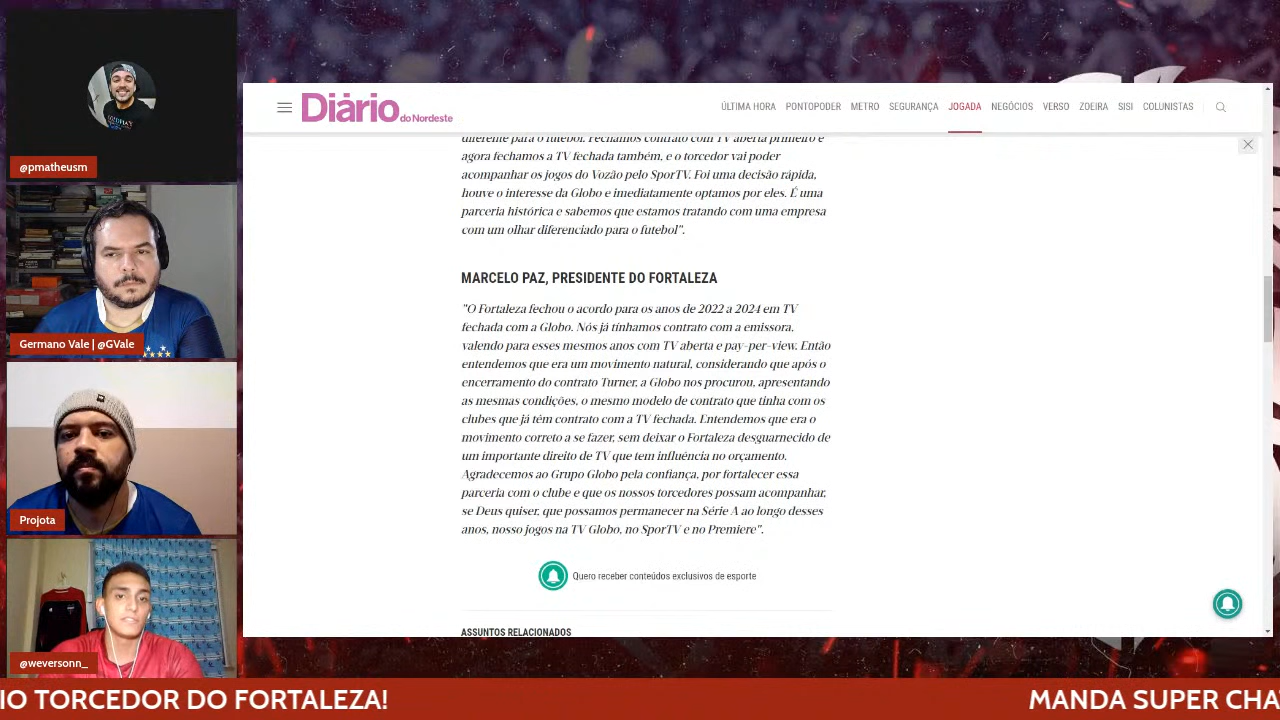 @pmatheusm
Germano Vale | @GVale
Projota
@weversonn_
Diário do Nordeste
ÚLTIMA HORA PONTOPODER METRO SEGURANÇA JOGADA NEGÓCIOS VERSO ZOEIRA SISI COLUNISTAS
diferente para o futebol. Fechamos contrato com TV aberta primeiro e
agora fechamos a TV fechada também, e o torcedor vai poder
acompanhar os jogos do Vozão pelo SporTV. Foi uma decisão rápida,
houve o interesse da Globo e imediatamente optamos por eles. É uma
parceria histórica e sabemos que estamos tratando com uma empresa
com um olhar diferenciado para o futebol".
MARCELO PAZ, PRESIDENTE DO FORTALEZA
"O Fortaleza fechou o acordo para os anos de 2022 a 2024 em TV
fechada com a Globo. Nós já tínhamos contrato com a emissora,
valendo para esses mesmos anos com TV aberta e pay-per-view. Então
entendemos que era um movimento natural, considerando que após o
encerramento do contrato Turner, a Globo nos procurou, apresentando
as mesmas condições, o mesmo modelo de contrato que tinha com os
clubes que já têm contrato com a TV fechada. Entendemos que era o
movimento correto a se fazer, sem deixar o Fortaleza desguarnecido de
um importante direito de TV que tem influência no orçamento.
Agradecemos ao Grupo Globo pela confiança, por fortalecer essa
parceria com o clube e que os nossos torcedores possam acompanhar,
se Deus quiser, que possamos permanecer na Série A ao longo desses
anos, nosso jogos na TV Globo, no SporTV e no Premiere".
Quero receber conteúdos exclusivos de esporte
ASSUNTOS RELACIONADOS
IO TORCEDOR DO FORTALEZA! MANDA SUPER CHA